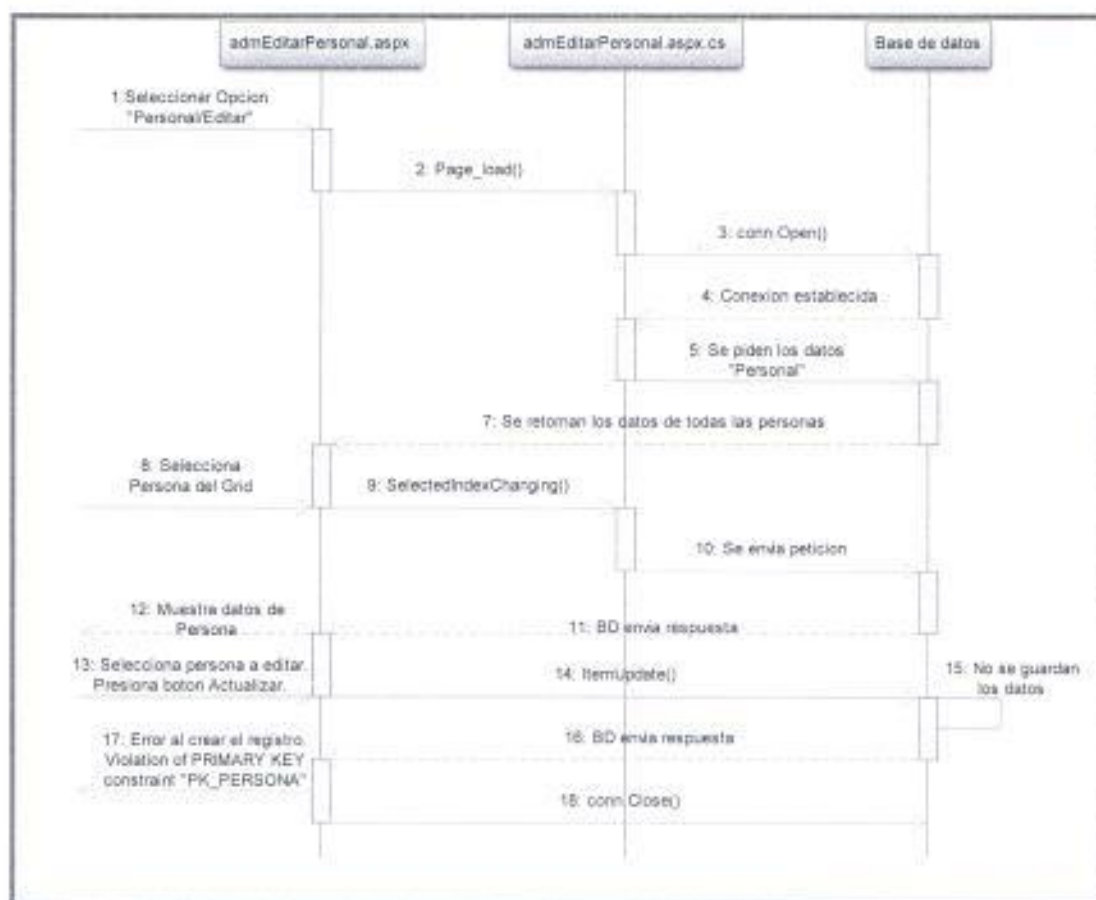 admEditarPersonal.aspx
admEditarPersonal.aspx.cs
Base de datos
1:Seleccionar Opcion
"Personal/Editar"
2: Page_load()
3: conn.Open()
4: Conexion establecida
5: Se piden los datos
"Personal"
7: Se retornan los datos de todas las personas
8: Selecciona
Persona del Grid
9: SelectedIndexChanging()
10: Se envia peticion
12: Muestra datos de
Persona
11: BD envia respuesta
13: Selecciona persona a editar.
Presiona boton Actualizar.
14: ItemUpdate()
15: No se guardan
los datos
17: Error al crear el registro.
Violation of PRIMARY KEY
constraint "PK_PERSONA"
16: BD envia respuesta
18: conn.Close()